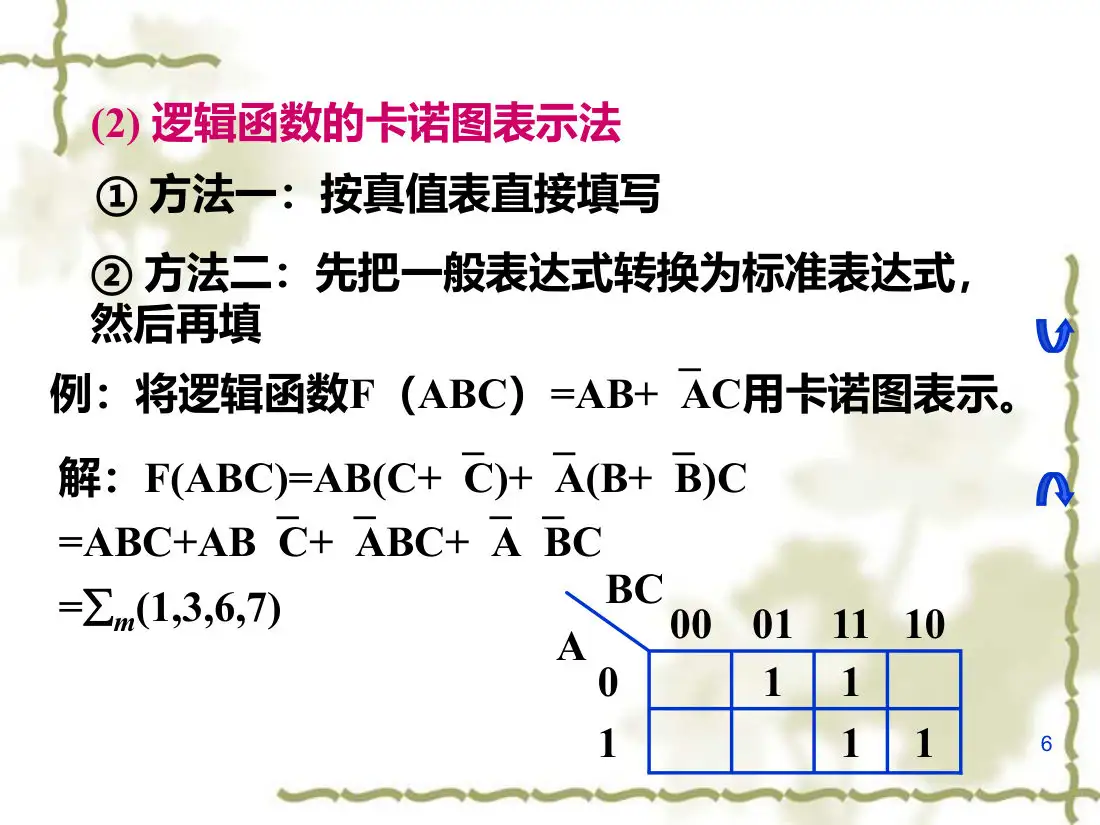 (2) 逻辑函数的卡诺图表示法
① 方法一：按真值表直接填写
② 方法二：先把一般表达式转换为标准表达式，
然后再填
例：将逻辑函数F（ABC）=AB+ A̅C用卡诺图表示。
解：F(ABC)=AB(C+ C̅)+ A̅(B+ B̅)C
=ABC+AB C̅+ A̅BC+ A̅ B̅C
=∑m(1,3,6,7)
BC
00 01 11 10
A
0 1 1
1 1 1
6